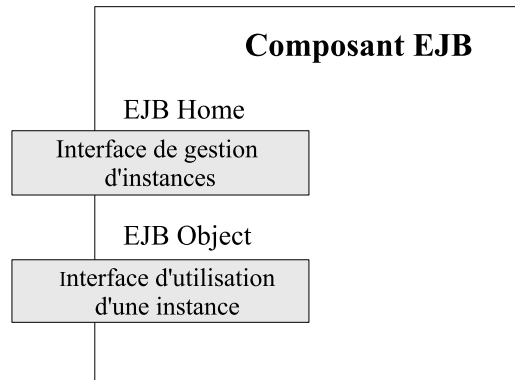 Composant EJB
EJB Home
Interface de gestion
d'instances
EJB Object
Interface d'utilisation
d'une instance